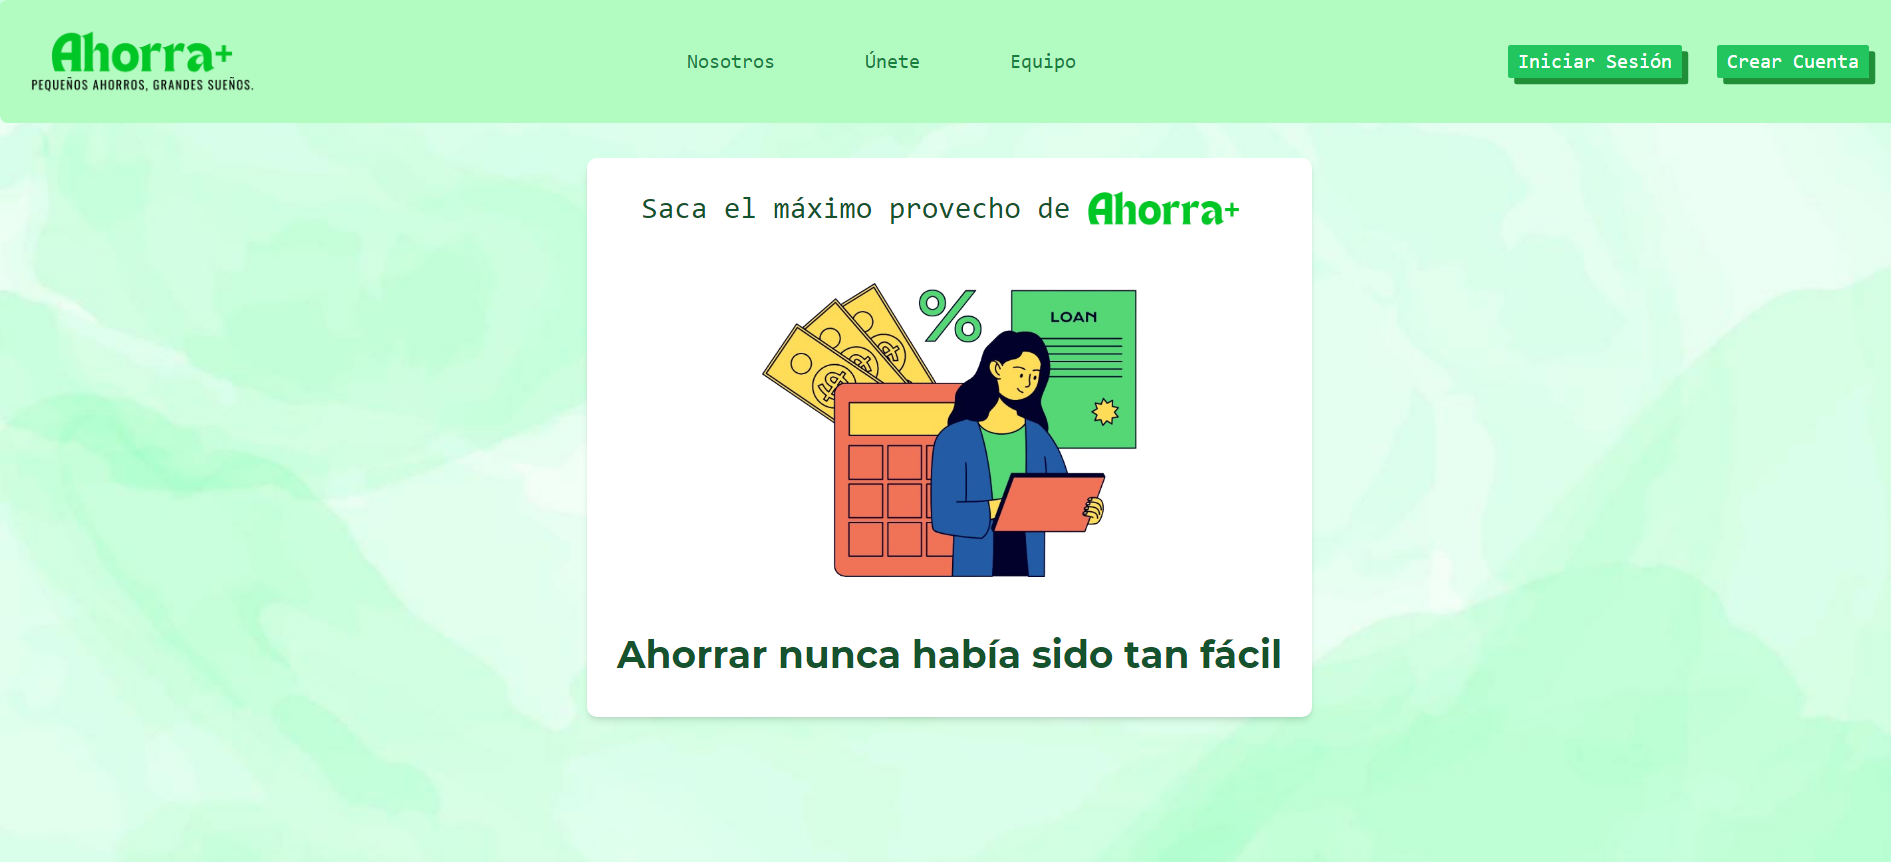 Ahorra+
PEQUEÑOS AHORROS, GRANDES SUEÑOS.
Nosotros
Únete
Equipo
Iniciar Sesión
Crear Cuenta
Saca el máximo provecho de Ahorra+
%
LOAN
Ahorrar nunca había sido tan fácil